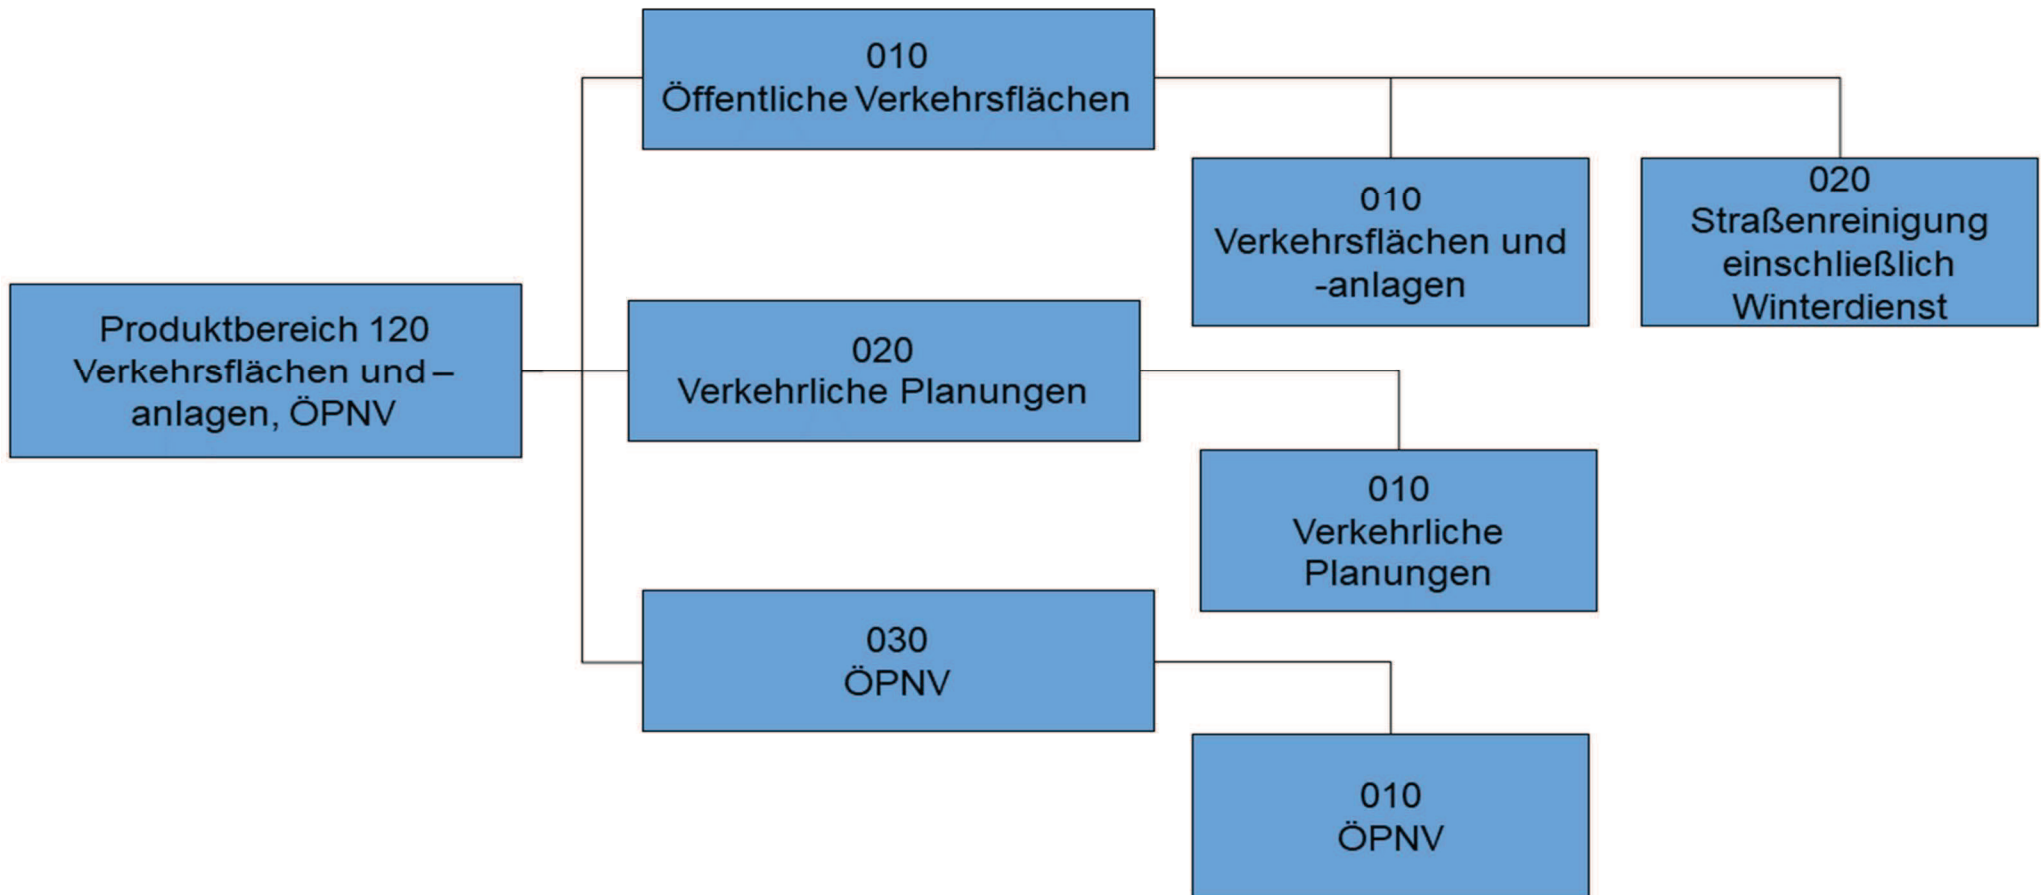 Produktbereich 120
Verkehrsflächen und –
anlagen, ÖPNV
010
Öffentliche Verkehrsflächen
010
Verkehrsflächen und
-anlagen
020
Straßenreinigung
einschließlich
Winterdienst
020
Verkehrliche Planungen
010
Verkehrliche
Planungen
030
ÖPNV
010
ÖPNV